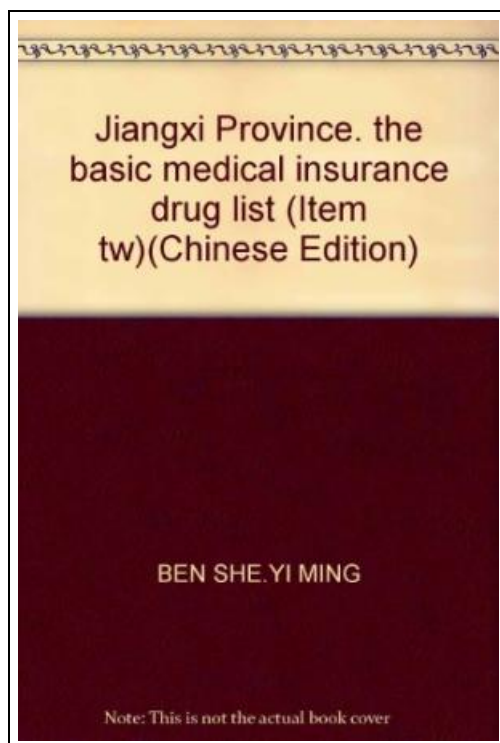 Jiangxi Province. the
basic medical insurance
drug list (Item
tw)(Chinese Edition)
BEN SHE.YI MING
Note: This is not the actual book cover